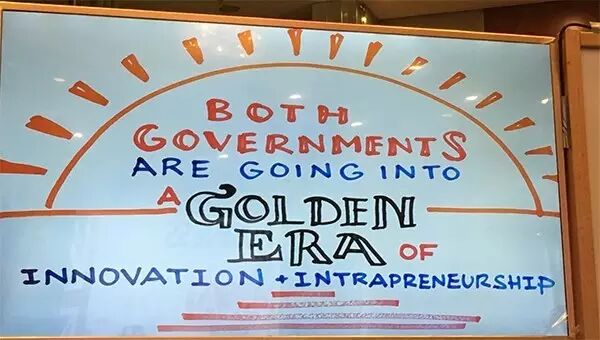 BOTH
GOVERNMENTS
ARE GOING INTO
A GOLDEN
ERA OF
INNOVATION + INTRAPRENEURSHIP